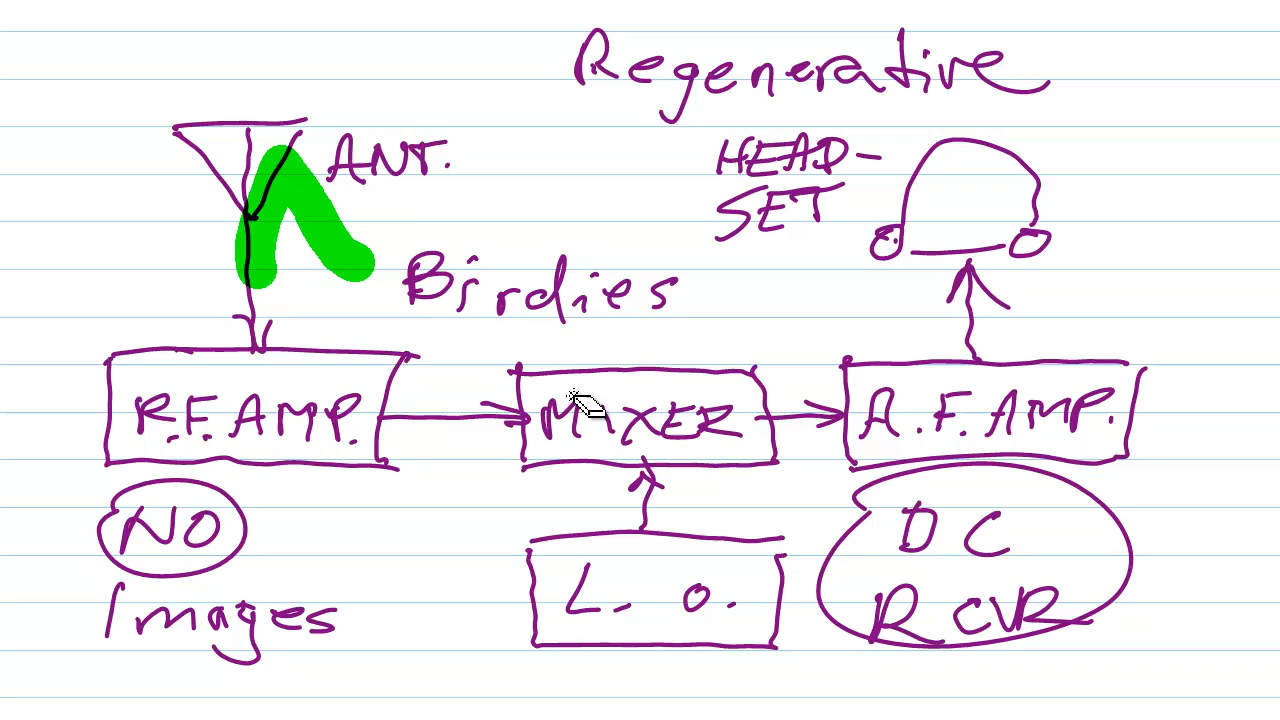 Regenerative
ANT.
HEAD-
SET
Birdies
R.F. AMP.
MIXER
A.F. AMP.
NO
Images
L.O.
DC
RCVR